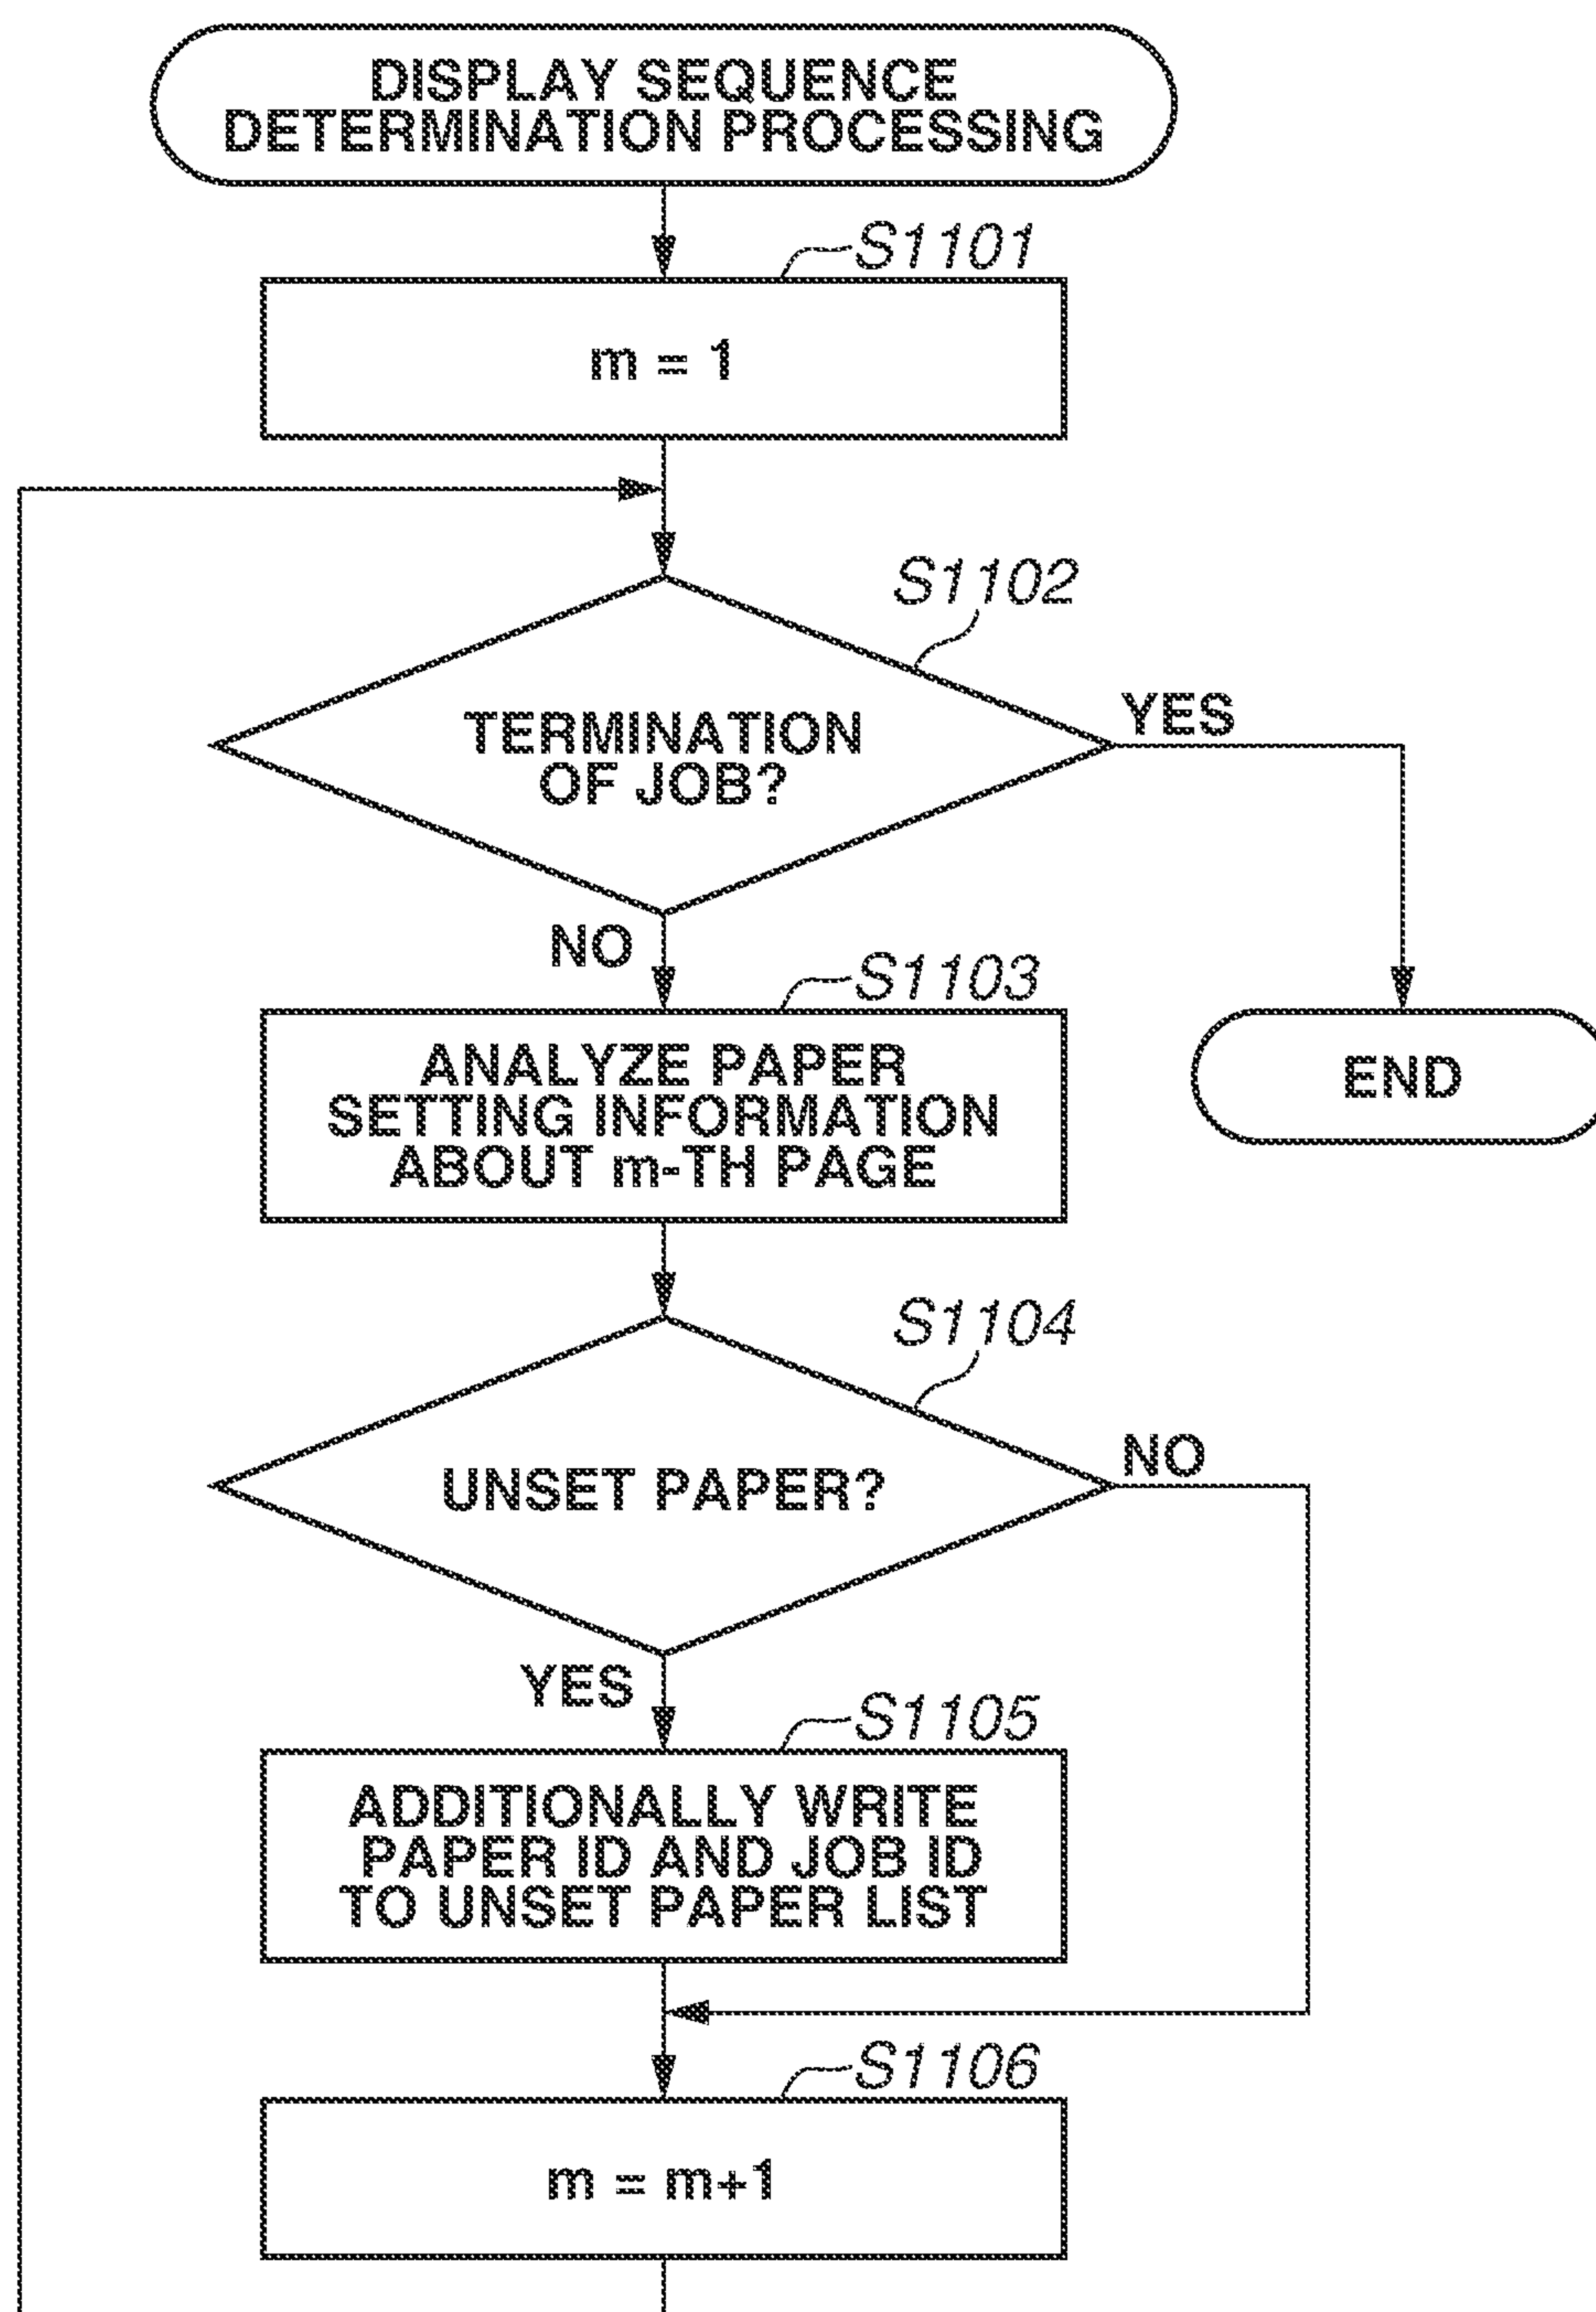 DISPLAY SEQUENCE
DETERMINATION PROCESSING
S1101
m = 1
S1102
TERMINATION
OF JOB?
YES
NO
S1103
ANALYZE PAPER
SETTING INFORMATION
ABOUT m-TH PAGE
END
S1104
UNSET PAPER?
NO
YES
S1105
ADDITIONALLY WRITE
PAPER ID AND JOB ID
TO UNSET PAPER LIST
S1106
m = m+1